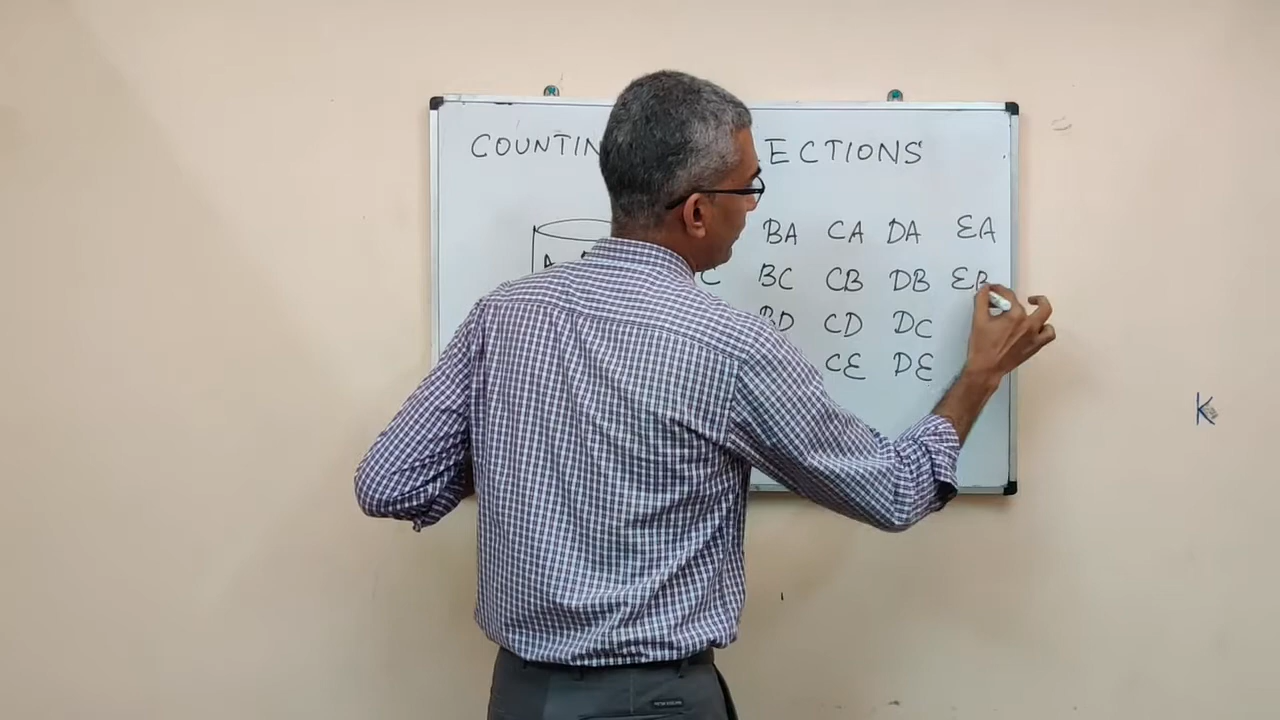 COUNTIN ECTIONS
A BA CA DA EA
C BC CB DB EB
BD CD DC
CE DE
K